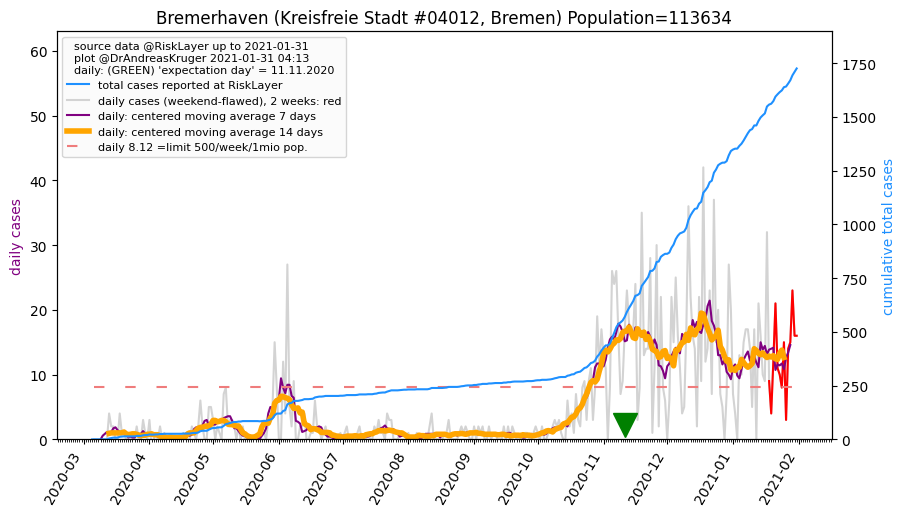 Bremerhaven (Kreisfreie Stadt #04012, Bremen) Population=113634
source data @RiskLayer up to 2021-01-31
plot @DrAndreasKruger 2021-01-31 04:13
daily: (GREEN) 'expectation day' = 11.11.2020
total cases reported at RiskLayer
daily cases (weekend-flawed), 2 weeks: red
daily: centered moving average 7 days
daily: centered moving average 14 days
daily 8.12 =limit 500/week/1mio pop.
daily cases
60
50
40
30
20
10
0
cumulative total cases
1750
1500
1250
1000
750
500
250
0
2020-03
2020-04
2020-05
2020-06
2020-07
2020-08
2020-09
2020-10
2020-11
2020-12
2021-01
2021-02